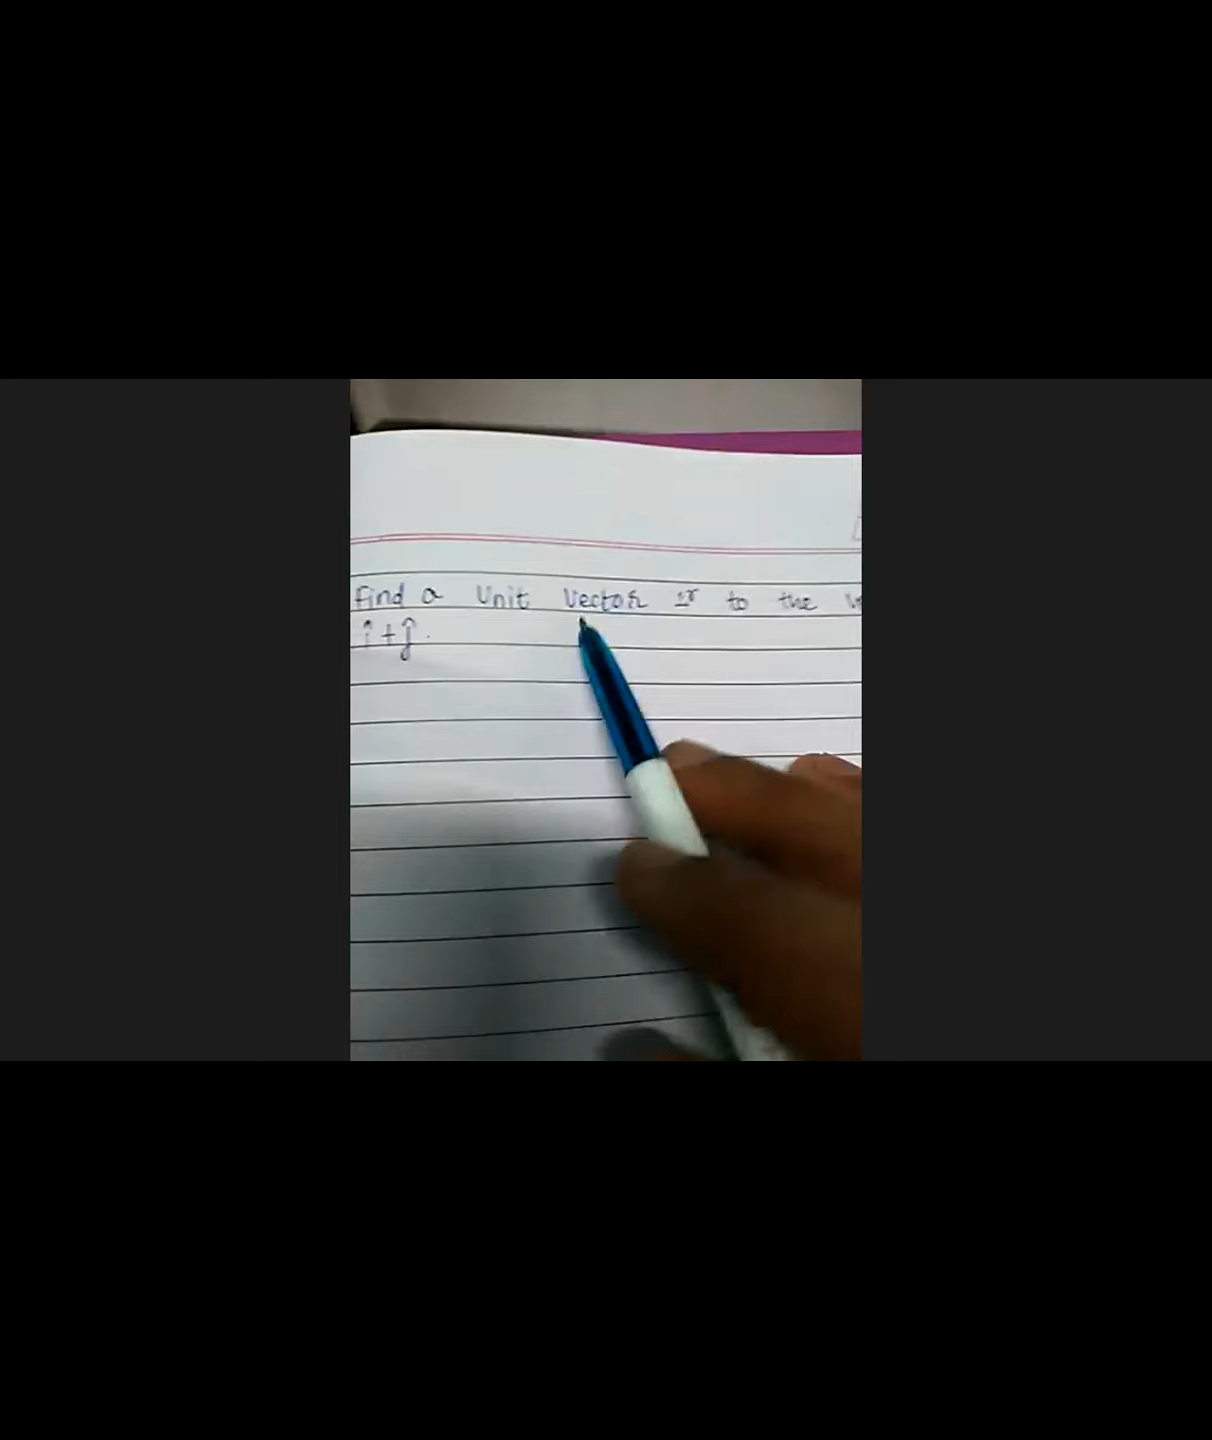 find a Unit Vector ⊥r to the
î + ĵ.